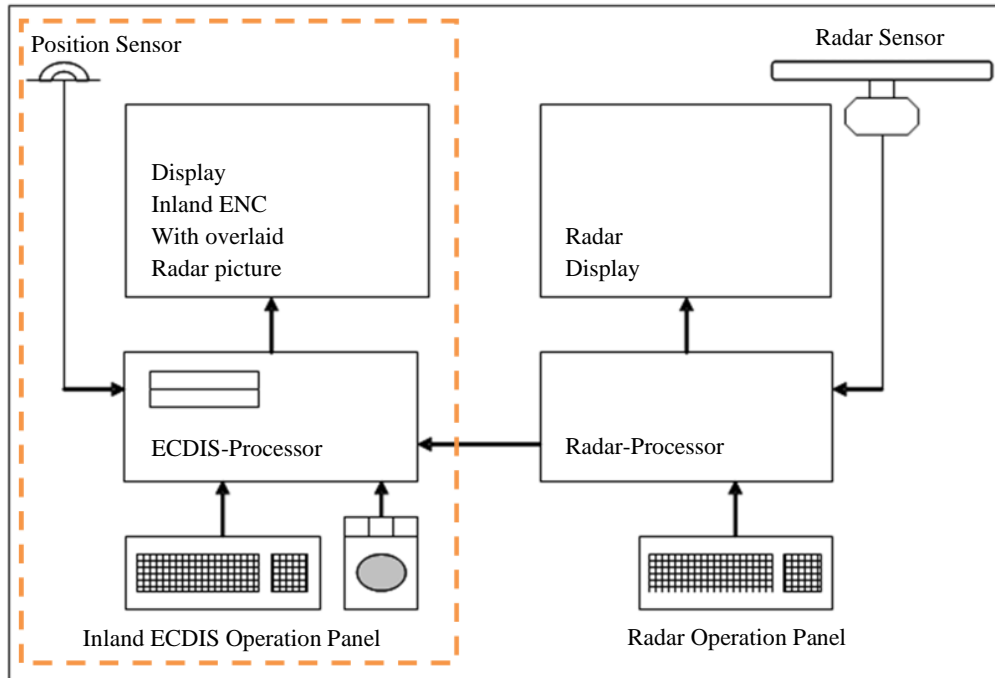 Position Sensor
Radar Sensor
Display
Inland ENC
With overlaid
Radar picture
Radar
Display
ECDIS-Processor
Radar-Processor
Inland ECDIS Operation Panel
Radar Operation Panel